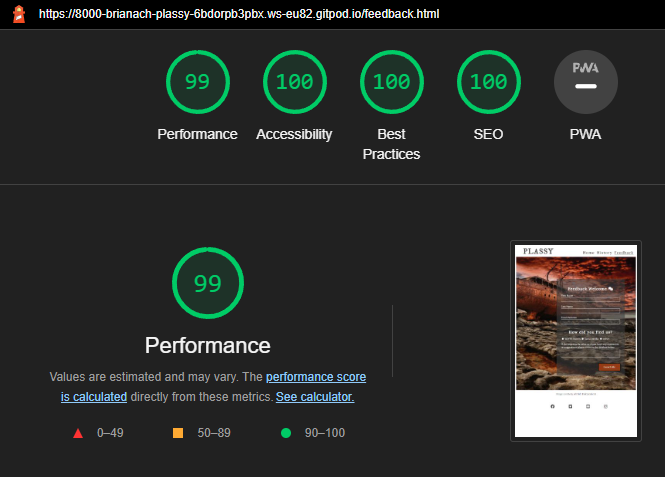 https://8000-brianach-plassy-6bdorpb3pbx.ws-eu82.gitpod.io/feedback.html
99
100
100
100
PWA
Performance
Accessibility
Best
Practices
SEO
PWA
99
Performance
Values are estimated and may vary. The performance score
is calculated directly from these metrics. See calculator.
0–49
50–89
90–100
PLASSY
Home History Feedback
Feedback Welcome
How did you find us?